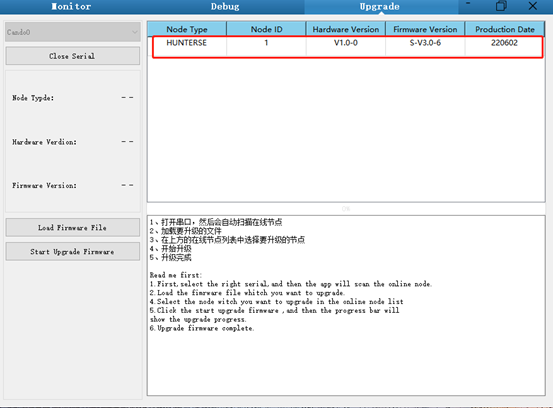 Monitor Debug Upgrade
Cando0
Close Serial
Node Typde: --
Hardware Verdion: --
Firmware Version: --
Load Firmware File
Start Upgrade Firmware
Node Type Node ID Hardware Version Firmware Version Production Date
HUNTERSE 1 V1.0-0 S-V3.0-6 220602
1、打开串口，然后会自动扫描在线节点
2、加载要升级的文件
3、在上方的在线节点列表中选择要升级的节点
4、开始升级
5、升级完成
Read me first:
1.First,select the right serial,and then the app will scan the online node.
2.Load the fimrware file whitch you want to upgrade.
4.Select the node witch you want to upgrade in the online node list
5.Click the start upgrade firmware ,and then the progress bar will
show the upgrade progress.
6.Upgrade firmware complete.